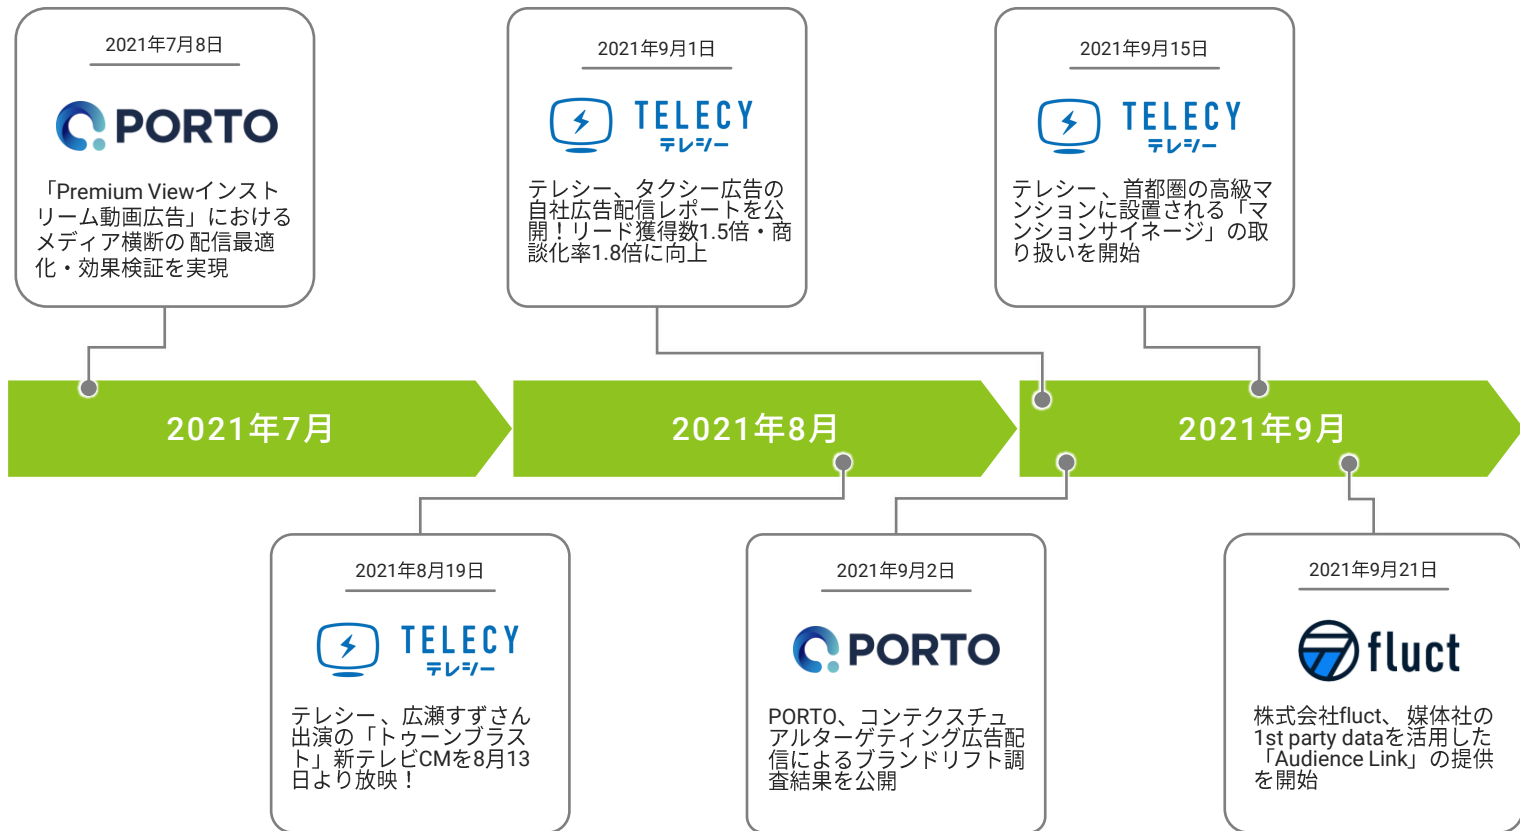 2021年7月8日
PORTO
「Premium Viewインスト
リーム動画広告」における
メディア横断の 配信最適
化・効果検証を実現
2021年9月1日
TELECY
テレシー
テレシー、タクシー広告の
自社広告配信レポートを公
開！リード獲得数1.5倍・商
談化率1.8倍に向上
2021年9月15日
TELECY
テレシー
テレシー 、首都圏の高級マ
ンションに設置される「マ
ンションサイネージ」の取
り扱いを開始
2021年7月
2021年8月
2021年9月
2021年8月19日
TELECY
テレシー
テレシー 、広瀬すずさん
出演の「トゥーンブラス
ト」新テレビCMを8月13
日より放映！
2021年9月2日
PORTO
PORTO、コンテクスチュ
アルターゲティング広告配
信によるブランドリフト調
査結果を公開
2021年9月21日
fluct
株式会社fluct、 媒体社の
1st party dataを活用した
「Audience Link」の提供
を開始